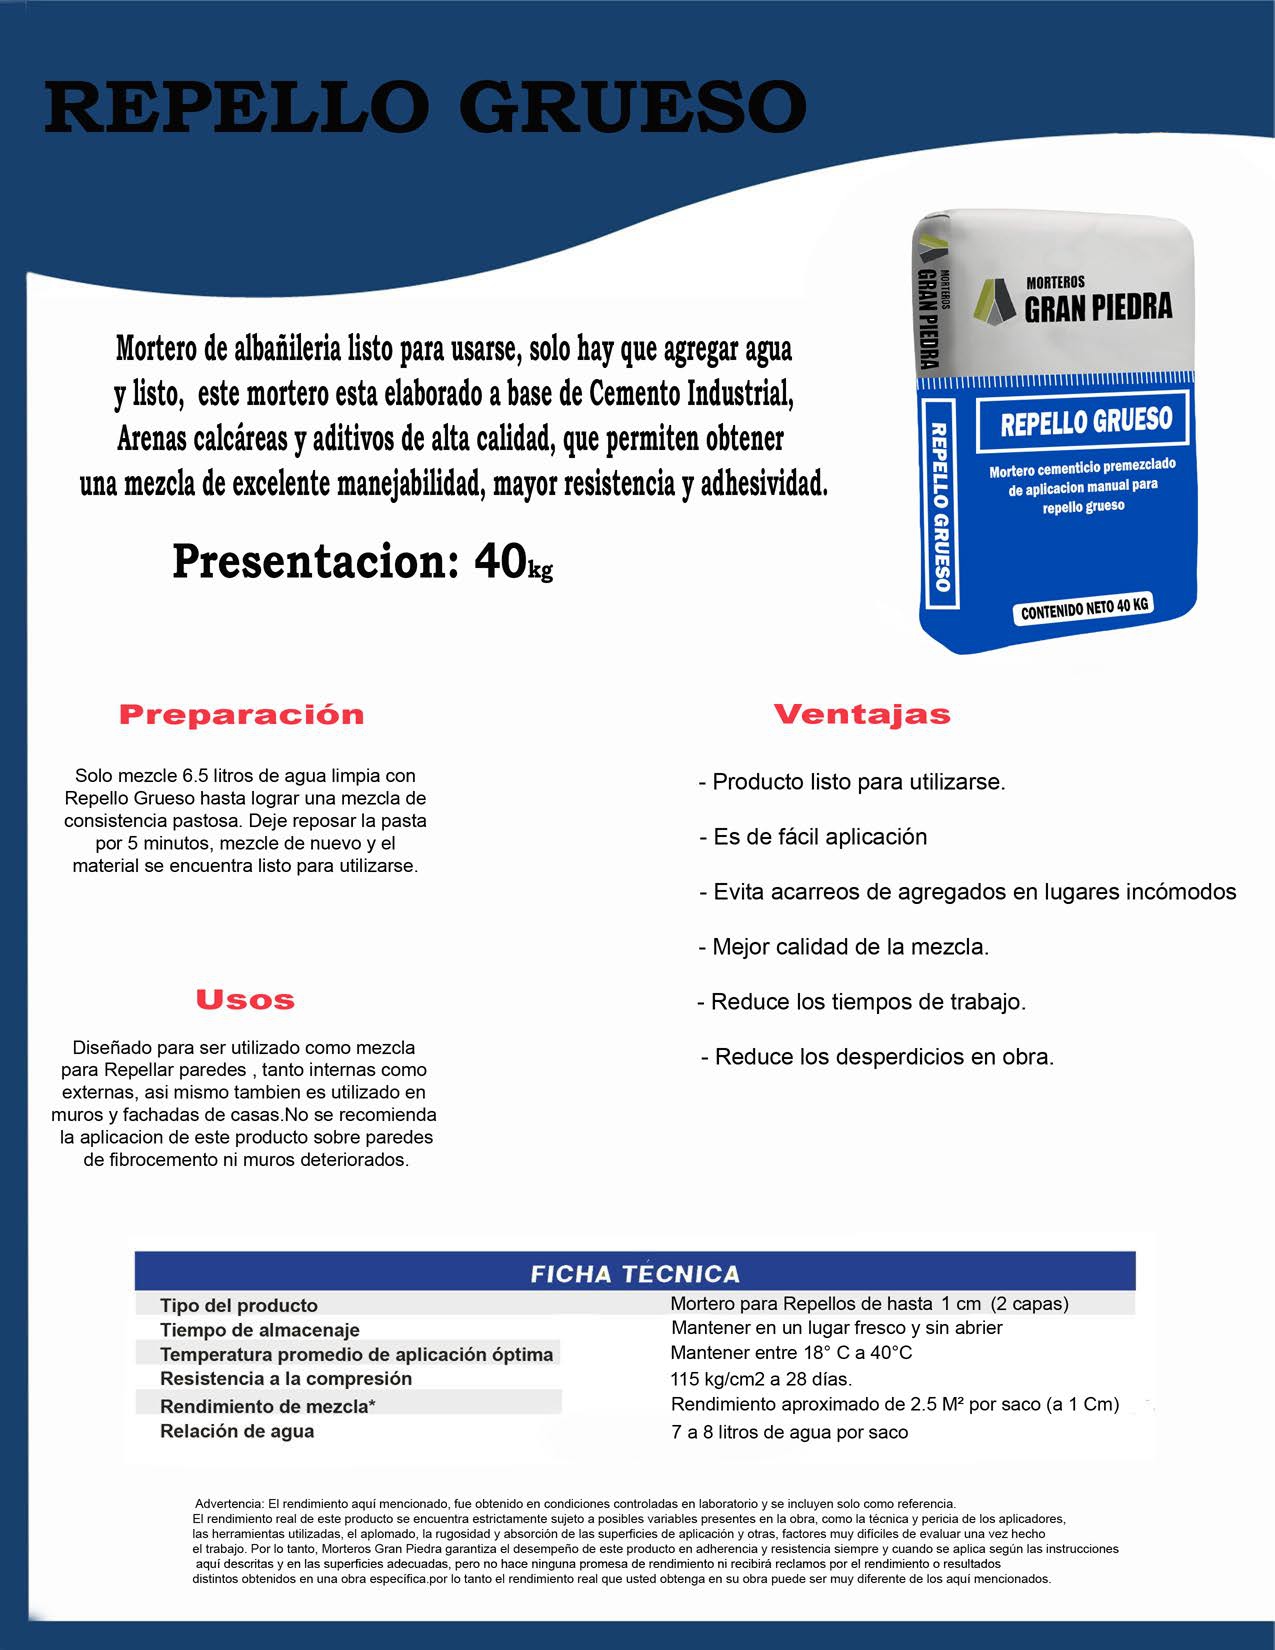 REPELLO GRUESO
Mortero de albañileria listo para usarse, solo hay que agregar agua
y listo, este mortero esta elaborado a base de Cemento Industrial,
Arenas calcáreas y aditivos de alta calidad, que permiten obtener
una mezcla de excelente manejabilidad, mayor resistencia y adhesividad.
Presentacion: 40kg
MORTEROS
GRAN PIEDRA
MORTEROS
GRAN PIEDRA
REPELLO GRUESO
REPELLO GRUESO
Mortero cementicio premezclado
de aplicacion manual para
repello grueso
CONTENIDO NETO 40 KG
Preparación
Solo mezcle 6.5 litros de agua limpia con
Repello Grueso hasta lograr una mezcla de
consistencia pastosa. Deje reposar la pasta
por 5 minutos, mezcle de nuevo y el
material se encuentra listo para utilizarse.
Usos
Diseñado para ser utilizado como mezcla
para Repellar paredes , tanto internas como
externas, asi mismo tambien es utilizado en
muros y fachadas de casas.No se recomienda
la aplicacion de este producto sobre paredes
de fibrocemento ni muros deteriorados.
Ventajas
- Producto listo para utilizarse.
- Es de fácil aplicación
- Evita acarreos de agregados en lugares incómodos
- Mejor calidad de la mezcla.
- Reduce los tiempos de trabajo.
- Reduce los desperdicios en obra.
FICHA TÉCNICA
Tipo del producto Mortero para Repellos de hasta 1 cm (2 capas)
Tiempo de almacenaje Mantener en un lugar fresco y sin abrier
Temperatura promedio de aplicación óptima Mantener entre 18° C a 40°C
Resistencia a la compresión 115 kg/cm2 a 28 días.
Rendimiento de mezcla* Rendimiento aproximado de 2.5 M² por saco (a 1 Cm)
Relación de agua 7 a 8 litros de agua por saco
Advertencia: El rendimiento aquí mencionado, fue obtenido en condiciones controladas en laboratorio y se incluyen solo como referencia.
El rendimiento real de este producto se encuentra estrictamente sujeto a posibles variables presentes en la obra, como la técnica y pericia de los aplicadores,
las herramientas utilizadas, el aplomado, la rugosidad y absorción de las superficies de aplicación y otras, factores muy difíciles de evaluar una vez hecho
el trabajo. Por lo tanto, Morteros Gran Piedra garantiza el desempeño de este producto en adherencia y resistencia siempre y cuando se aplica según las instrucciones
aquí descritas y en las superficies adecuadas, pero no hace ninguna promesa de rendimiento ni recibirá reclamos por el rendimiento o resultados
distintos obtenidos en una obra específica.por lo tanto el rendimiento real que usted obtenga en su obra puede ser muy diferente de los aquí mencionados.